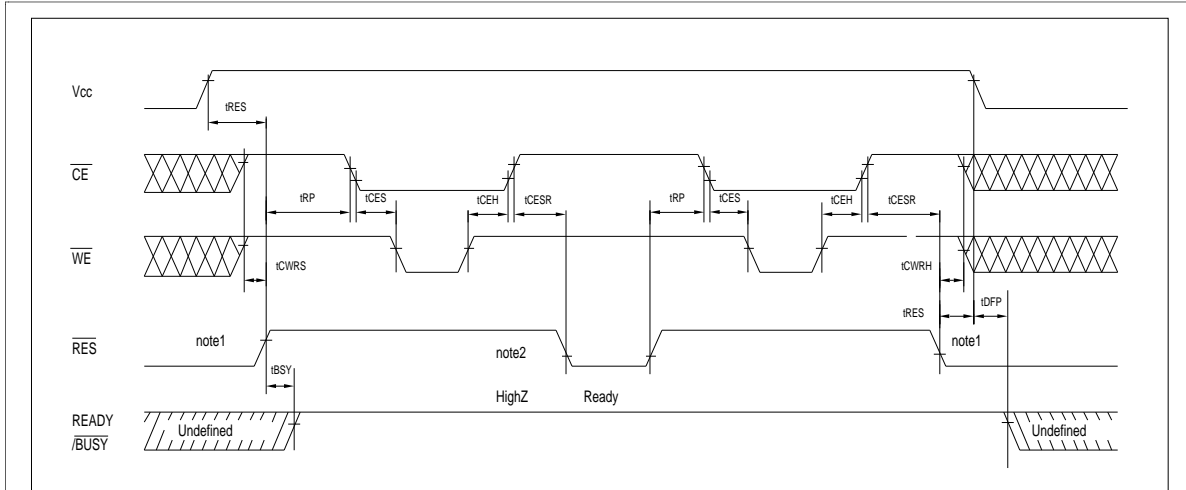 Vcc
tRES
CE
tRP
tCES
tCEH
tCESR
tRP
tCES
tCEH
tCESR
WE
tCWRS
tCWRH
tRES
tDFP
RES
note1
note2
note1
tBSY
HighZ
Ready
READY
/BUSY
Undefined
Undefined